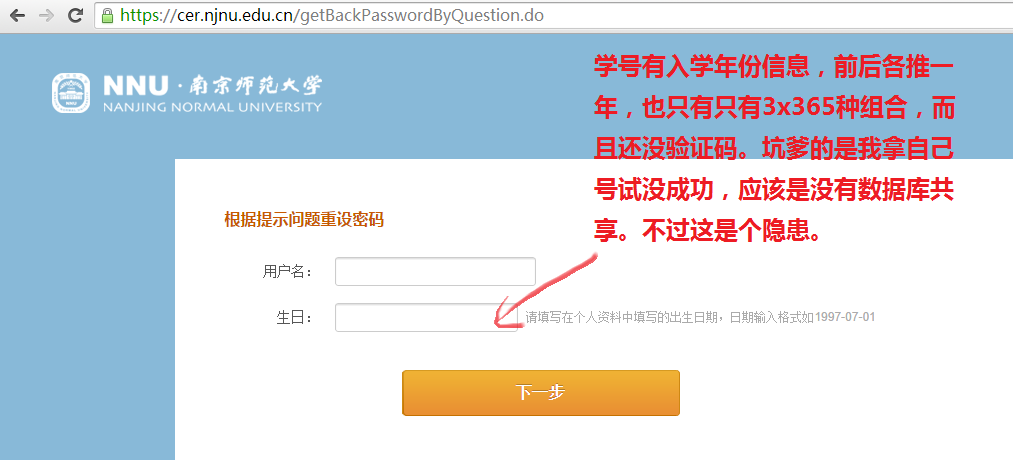 https://cer.njnu.edu.cn/getBackPasswordByQuestion.do
NNU·南京师范大学
NANJING NORMAL UNIVERSITY
学号有入学年份信息，前后各推一
年，也只有只有3x365种组合，而
且还没验证码。坑爹的是我拿自己
号试没成功，应该是没有数据库共
享。不过这是个隐患。
根据提示问题重设密码
用户名：
生日： 请填写在个人资料中填写的出生日期，日期输入格式如1997-07-01
下一步